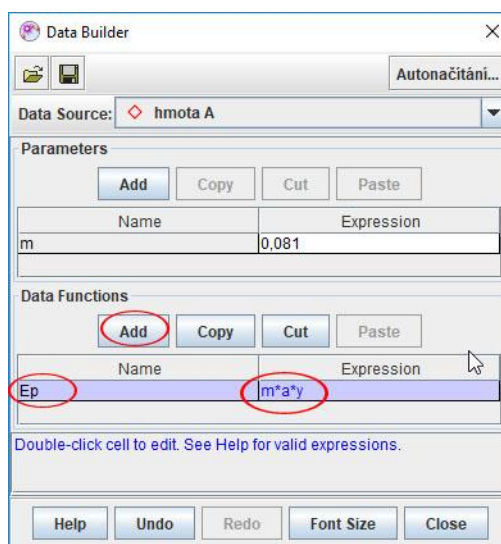 Data Builder
Autonačítání...
Data Source: hmota A
Parameters
Add Copy Cut Paste
Name Expression
m 0,081
Data Functions
Add Copy Cut Paste
Name Expression
Ep m*a*y
Double-click cell to edit. See Help for valid expressions.
Help Undo Redo Font Size Close